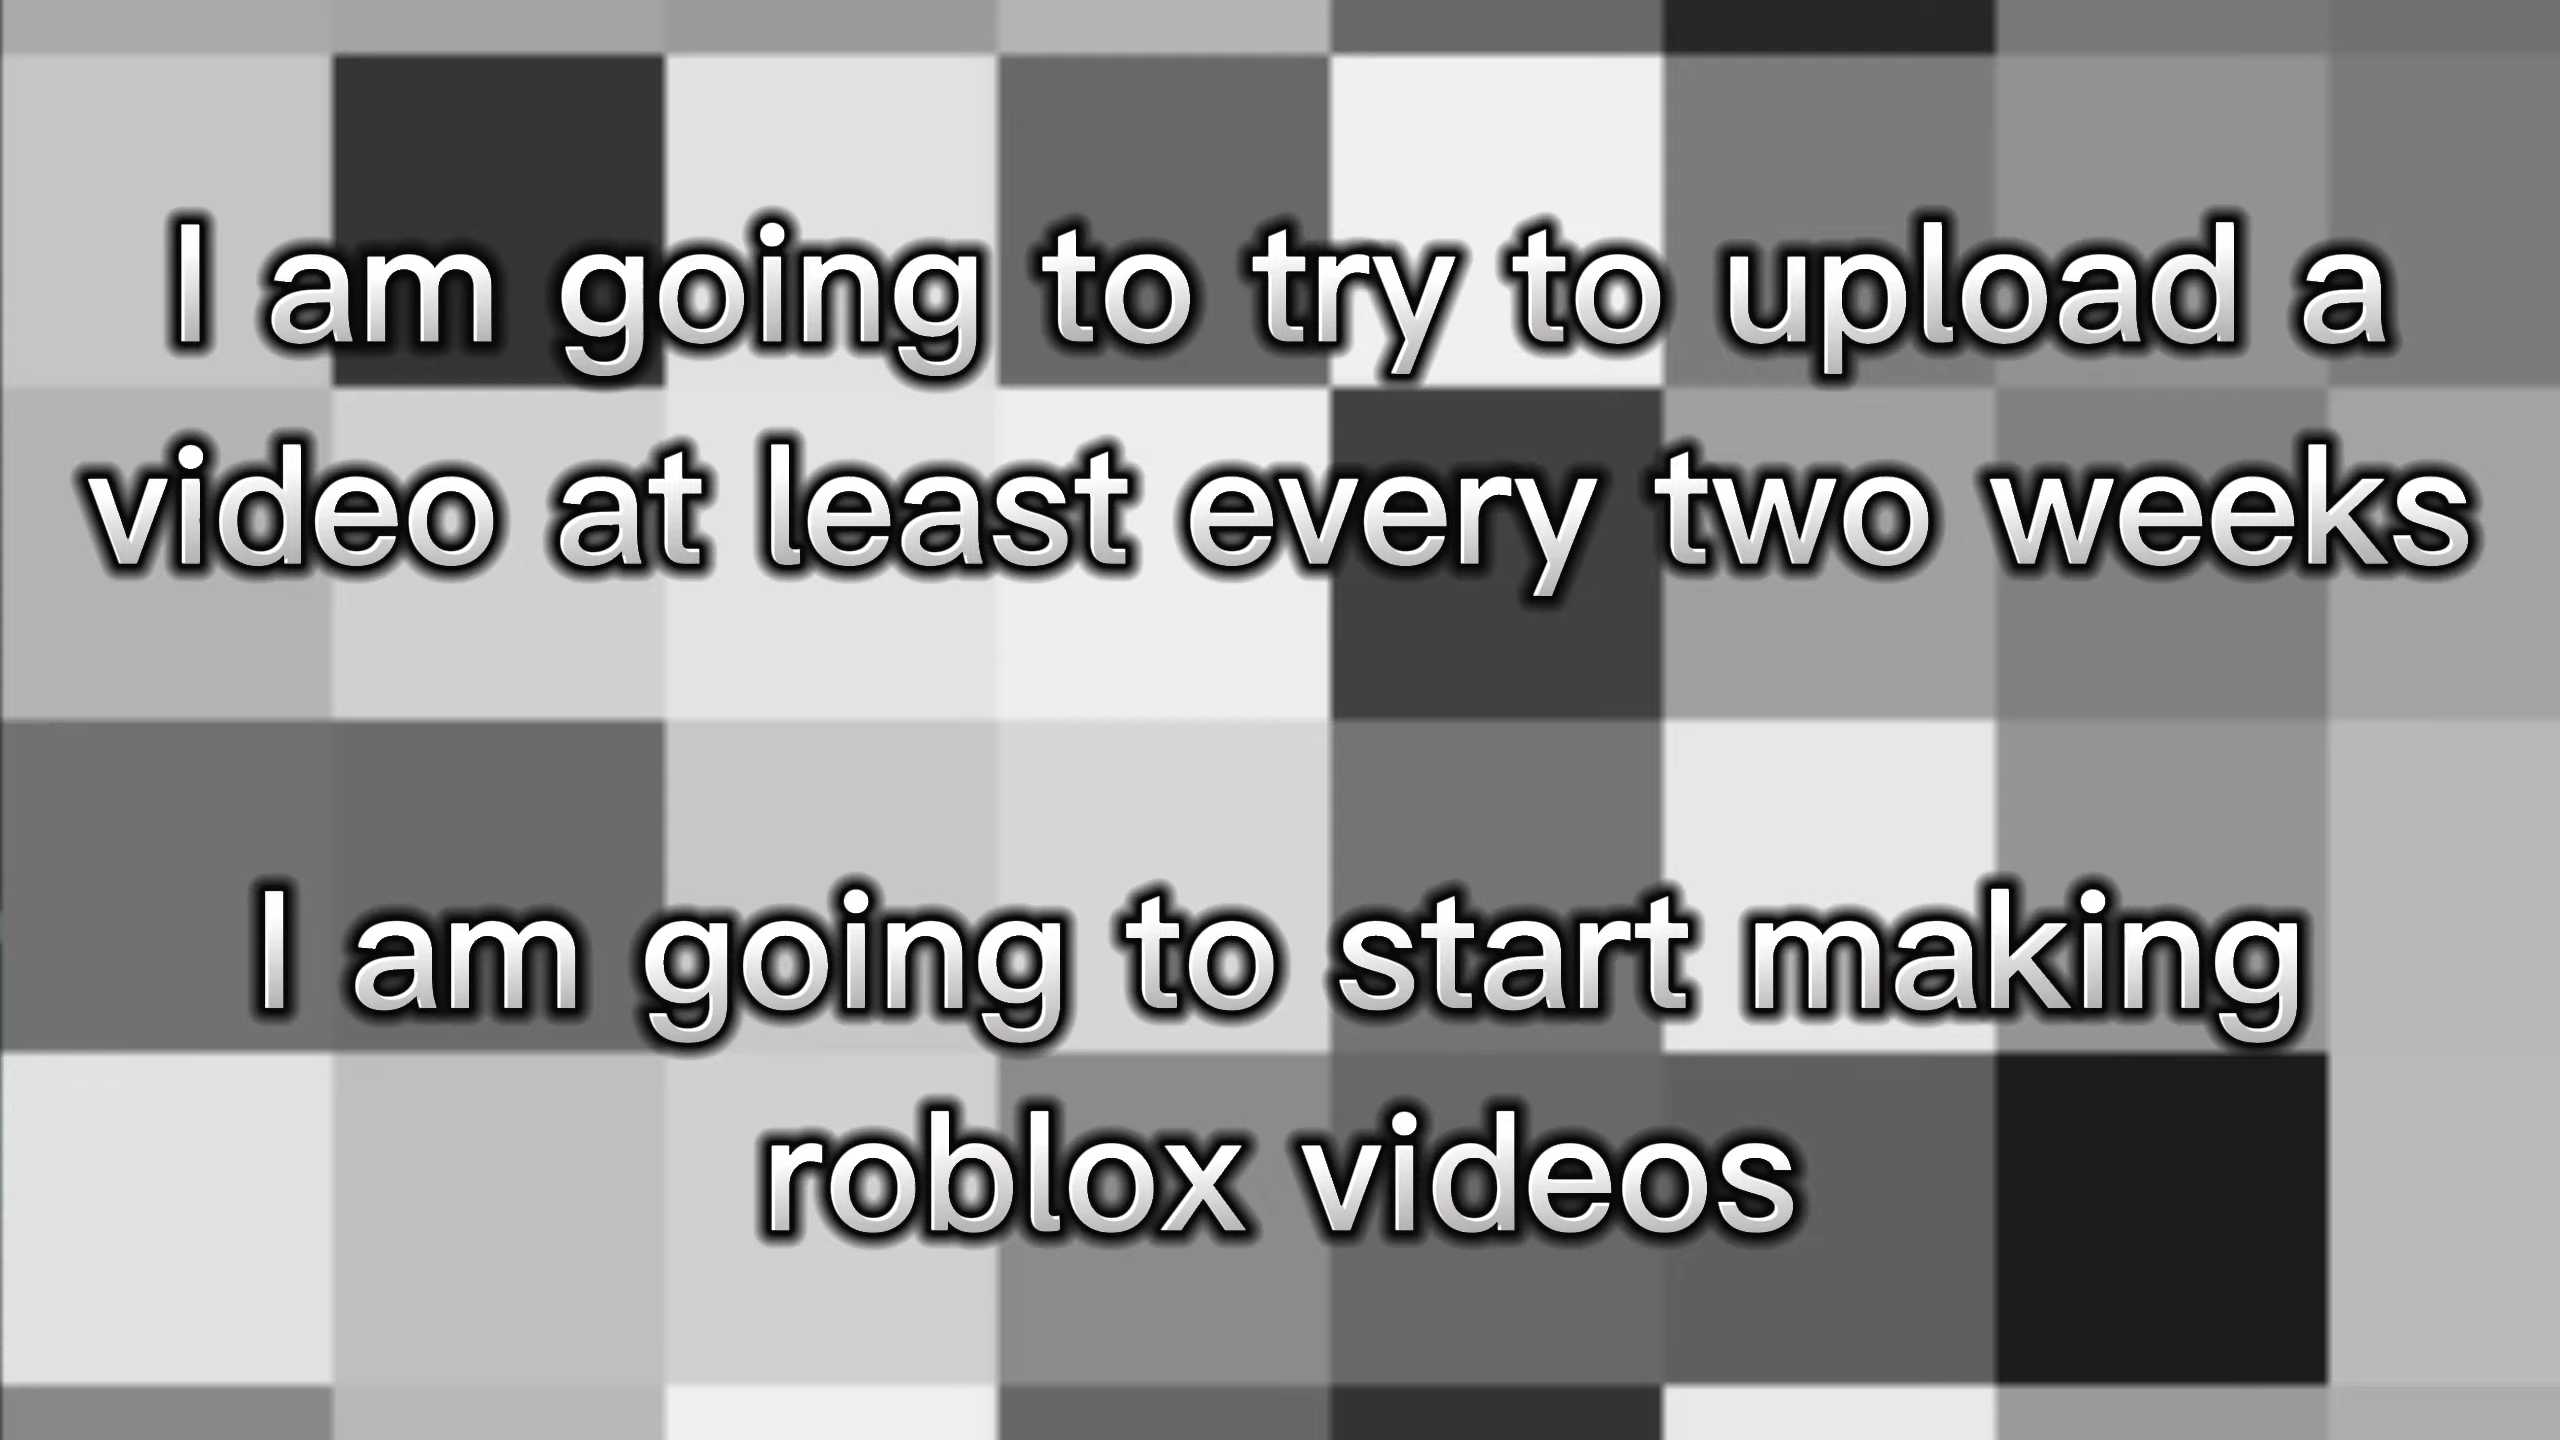 I am going to try to upload a
video at least every two weeks
I am going to start making
roblox videos